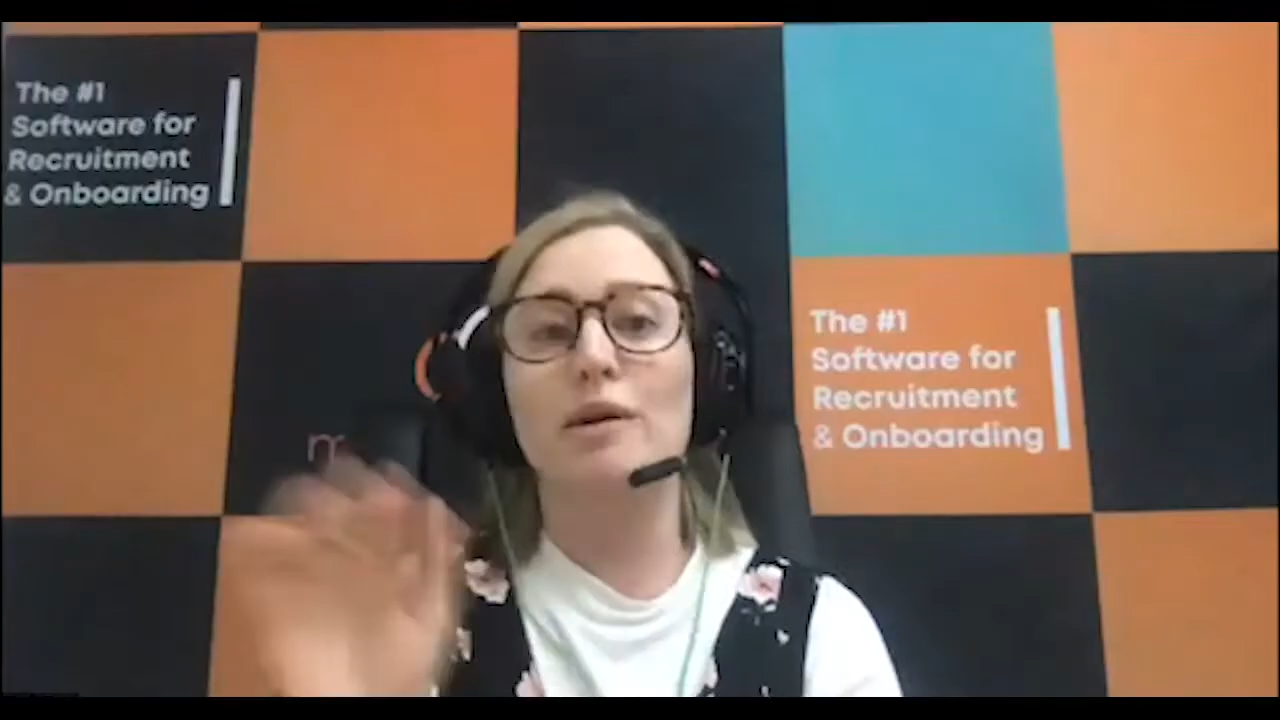 The #1
Software for
Recruitment
& Onboarding
The #1
Software for
Recruitment
& Onboarding